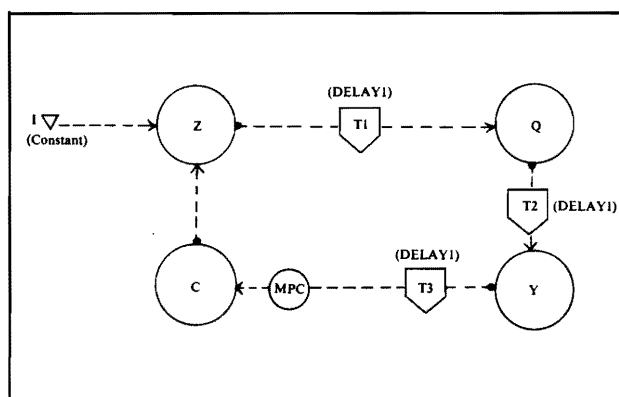 (DELAY1)
I
Z
T1
Q
(Constant)
T2
(DELAY1)
(DELAY1)
C
MPC
T3
Y